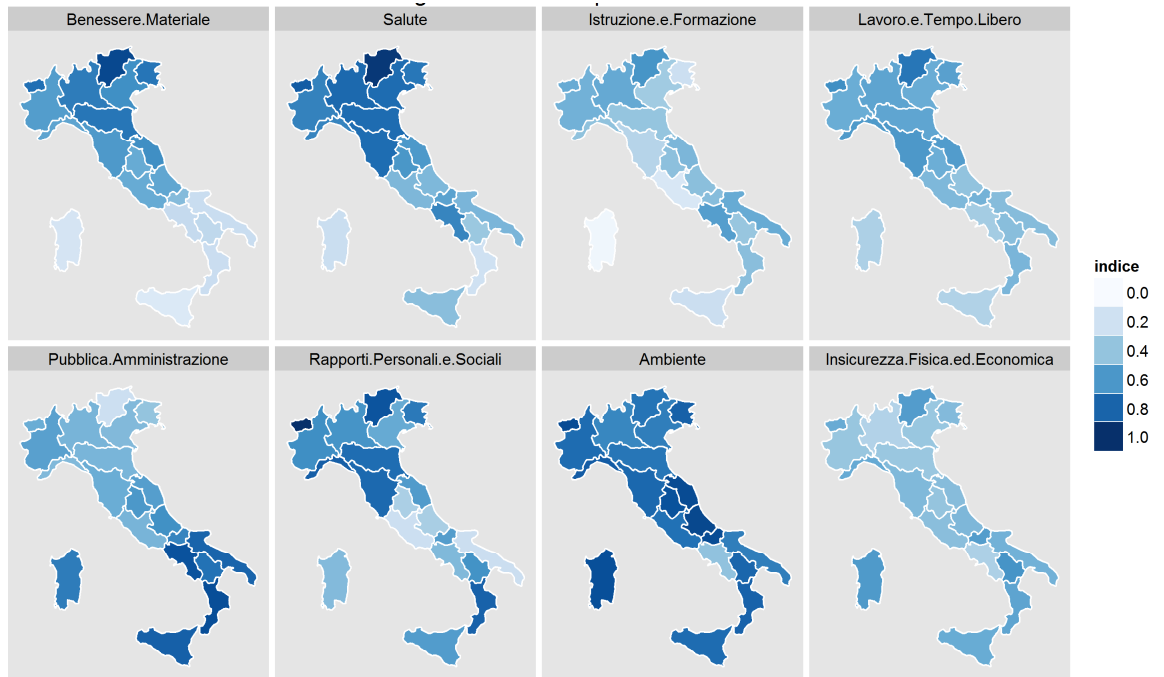 Benessere.Materiale
Salute
Istruzione.e.Formazione
Lavoro.e.Tempo.Libero
Pubblica.Amministrazione
Rapporti.Personali.e.Sociali
Ambiente
Insicurezza.Fisica.ed.Economica
indice
0.0
0.2
0.4
0.6
0.8
1.0